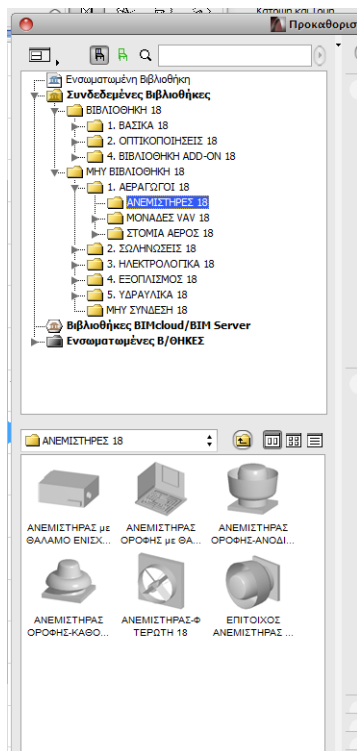 Κάτοψη και Τομή
Προκαθορισ
Ενσωματωμένη Βιβλιοθήκη
Συνδεδεμένες Βιβλιοθήκες
ΒΙΒΛΙΟΘΗΚΗ 18
1. ΒΑΣΙΚΑ 18
2. ΟΠΤΙΚΟΠΟΙΗΣΕΙΣ 18
4. ΒΙΒΛΙΟΘΗΚΗ ADD-ON 18
ΜΗΥ ΒΙΒΛΙΟΘΗΚΗ 18
1. ΑΕΡΑΓΩΓΟΙ 18
ΑΝΕΜΙΣΤΗΡΕΣ 18
ΜΟΝΑΔΕΣ VAV 18
ΣΤΟΜΙΑ ΑΕΡΟΣ 18
2. ΣΩΛΗΝΩΣΕΙΣ 18
3. ΗΛΕΚΤΡΟΛΟΓΙΚΑ 18
4. ΕΞΟΠΛΙΣΜΟΣ 18
5. ΥΔΡΑΥΛΙΚΑ 18
ΜΗΥ ΣΥΝΔΕΣΗ 18
Βιβλιοθήκες BIMcloud/BIM Server
Ενσωματωμένες Β/ΘΗΚΕΣ
ΑΝΕΜΙΣΤΗΡΕΣ 18
ΑΝΕΜΙΣΤΗΡΑΣ με ΘΑΛΑΜΟ ΕΝΙΣΧ...
ΑΝΕΜΙΣΤΗΡΑΣ ΟΡΟΦΗΣ με ΘΑ...
ΑΝΕΜΙΣΤΗΡΑΣ ΟΡΟΦΗΣ-ΑΝΟΔΙ...
ΑΝΕΜΙΣΤΗΡΑΣ ΟΡΟΦΗΣ-ΚΑΘΟ...
ΑΝΕΜΙΣΤΗΡΑΣ-Φ ΤΕΡΩΤΗ 18
ΕΠΙΤΟΙΧΟΣ ΑΝΕΜΙΣΤΗΡΑΣ ...